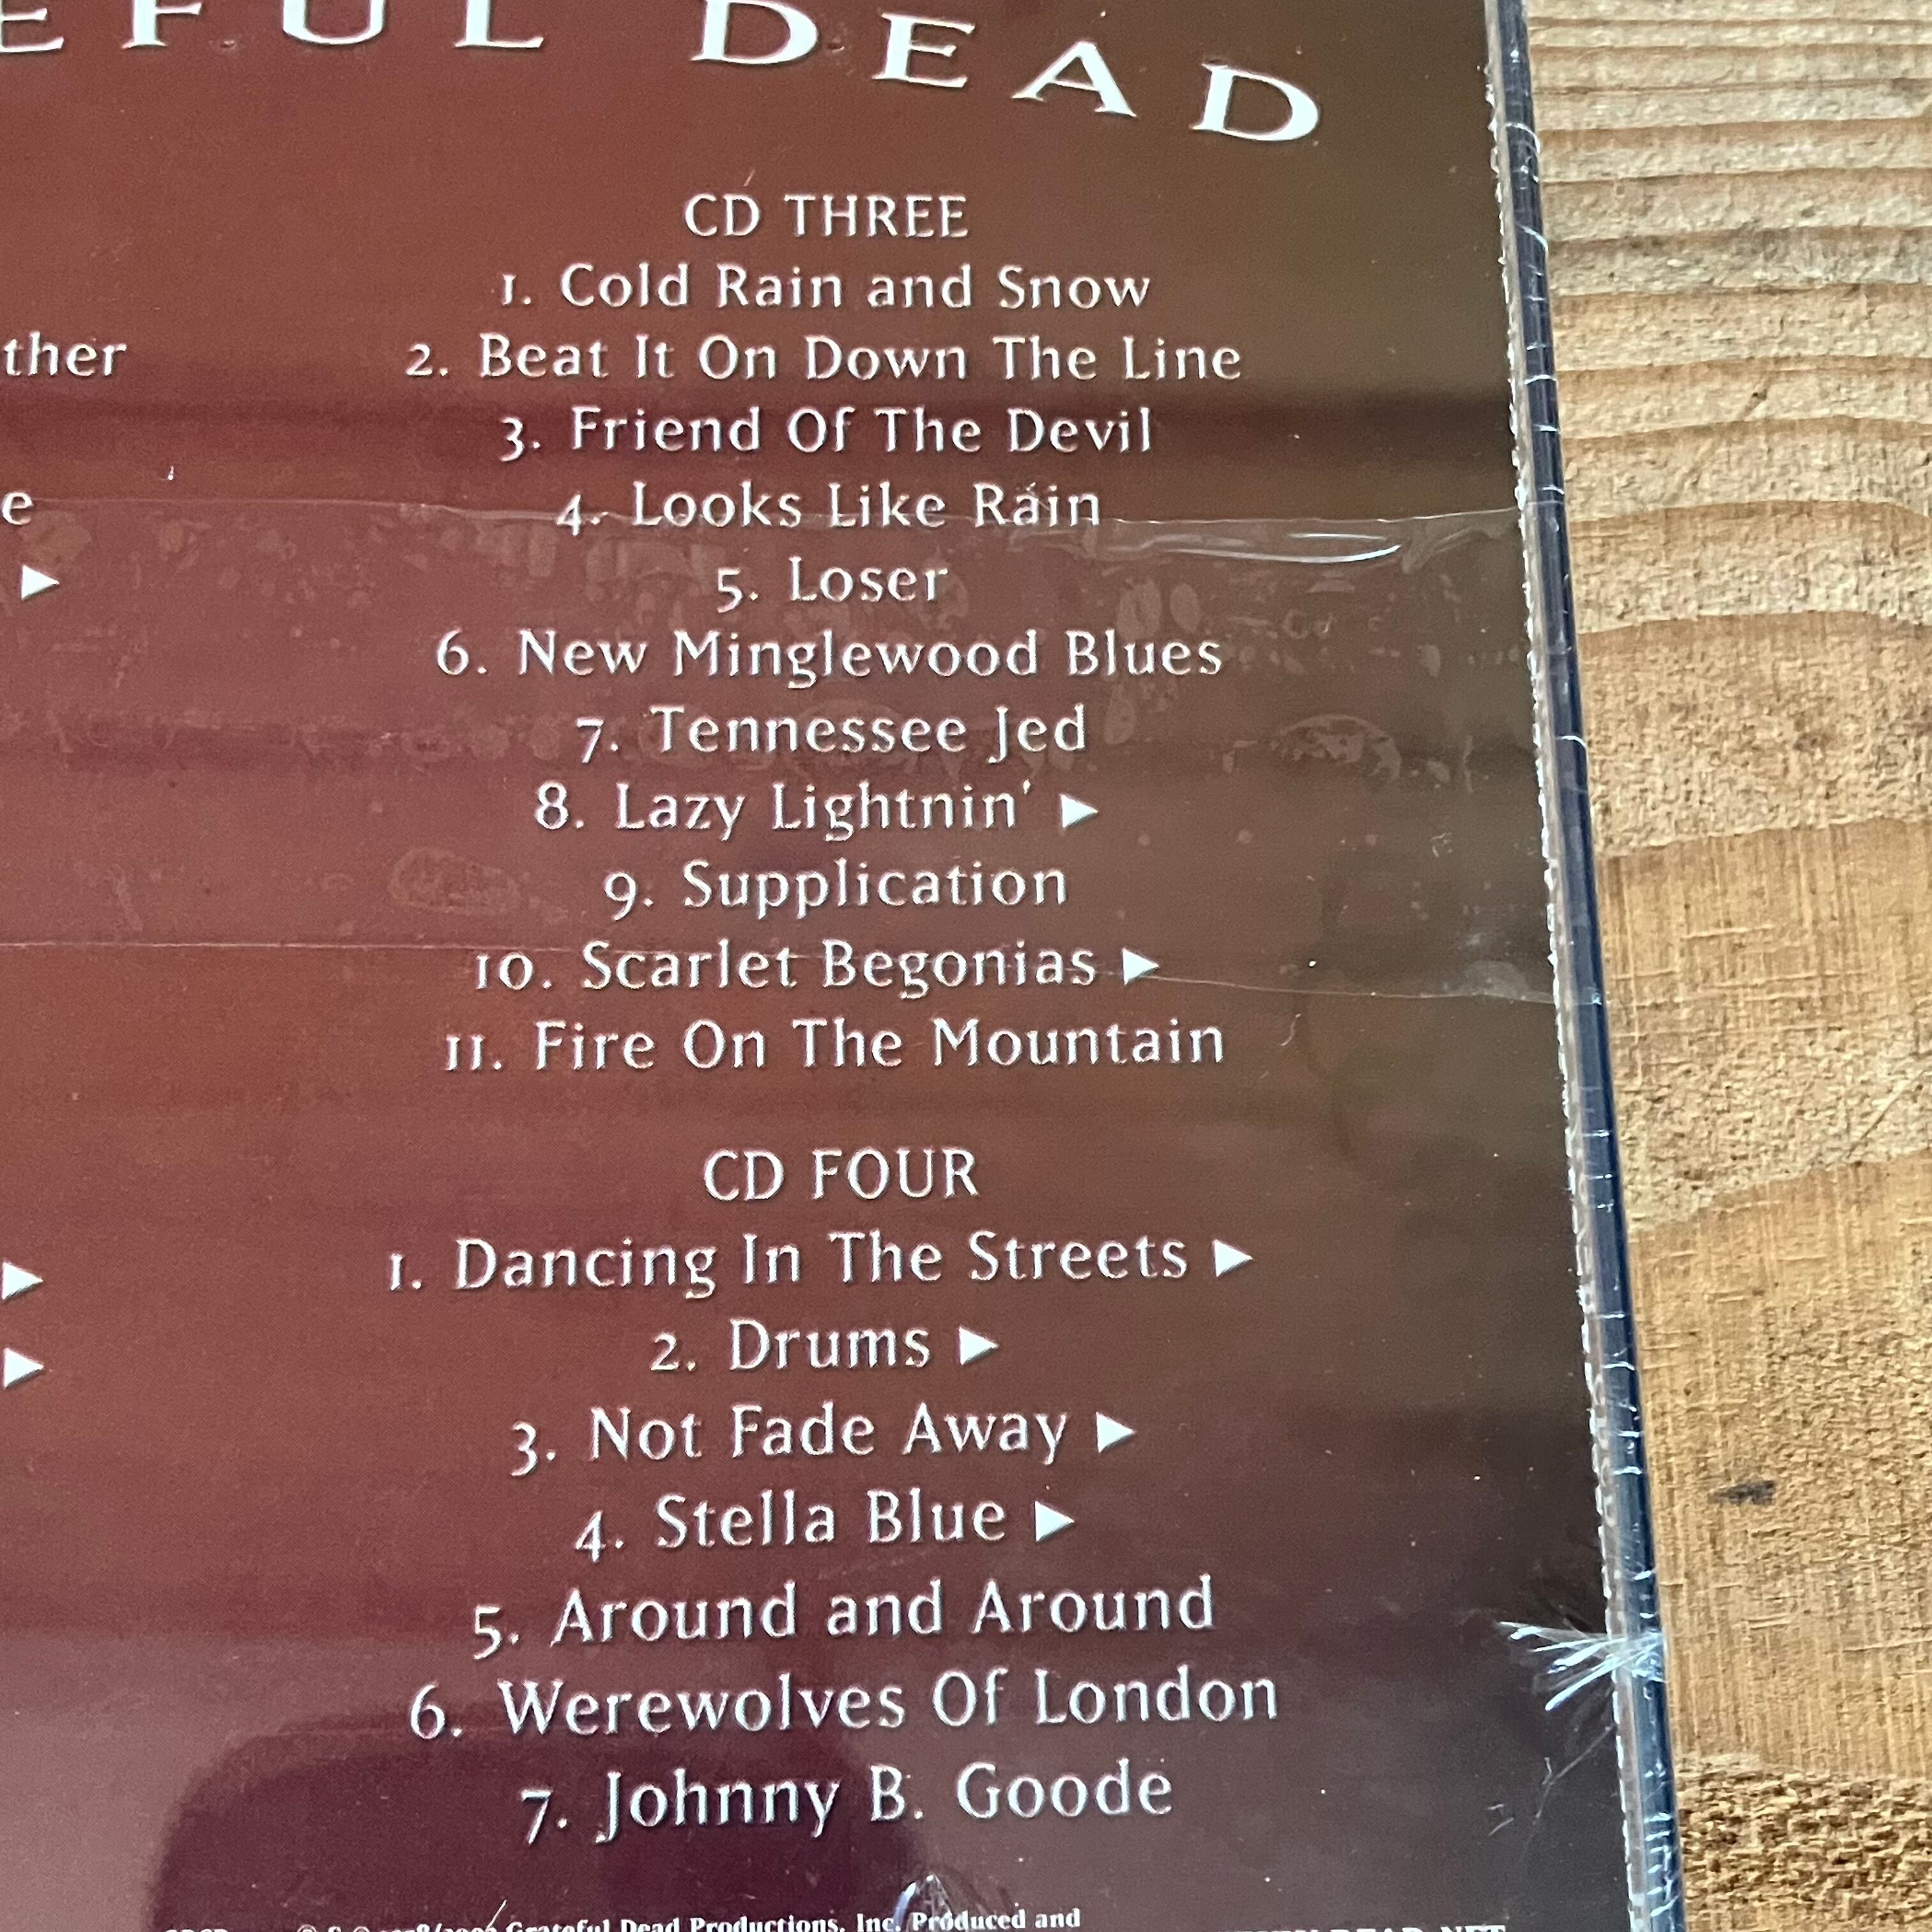 EFUL DEAD
ther
e
►
►
►
CD THREE
1. Cold Rain and Snow
2. Beat It On Down The Line
3. Friend Of The Devil
4. Looks Like Rain
5. Loser
6. New Minglewood Blues
7. Tennessee Jed
8. Lazy Lightnin' ►
9. Supplication
10. Scarlet Begonias ►
11. Fire On The Mountain
CD FOUR
1. Dancing In The Streets ►
2. Drums ►
3. Not Fade Away ►
4. Stella Blue ►
5. Around and Around
6. Werewolves Of London
7. Johnny B. Goode
Grateful Dead Productions, Inc. Produced and